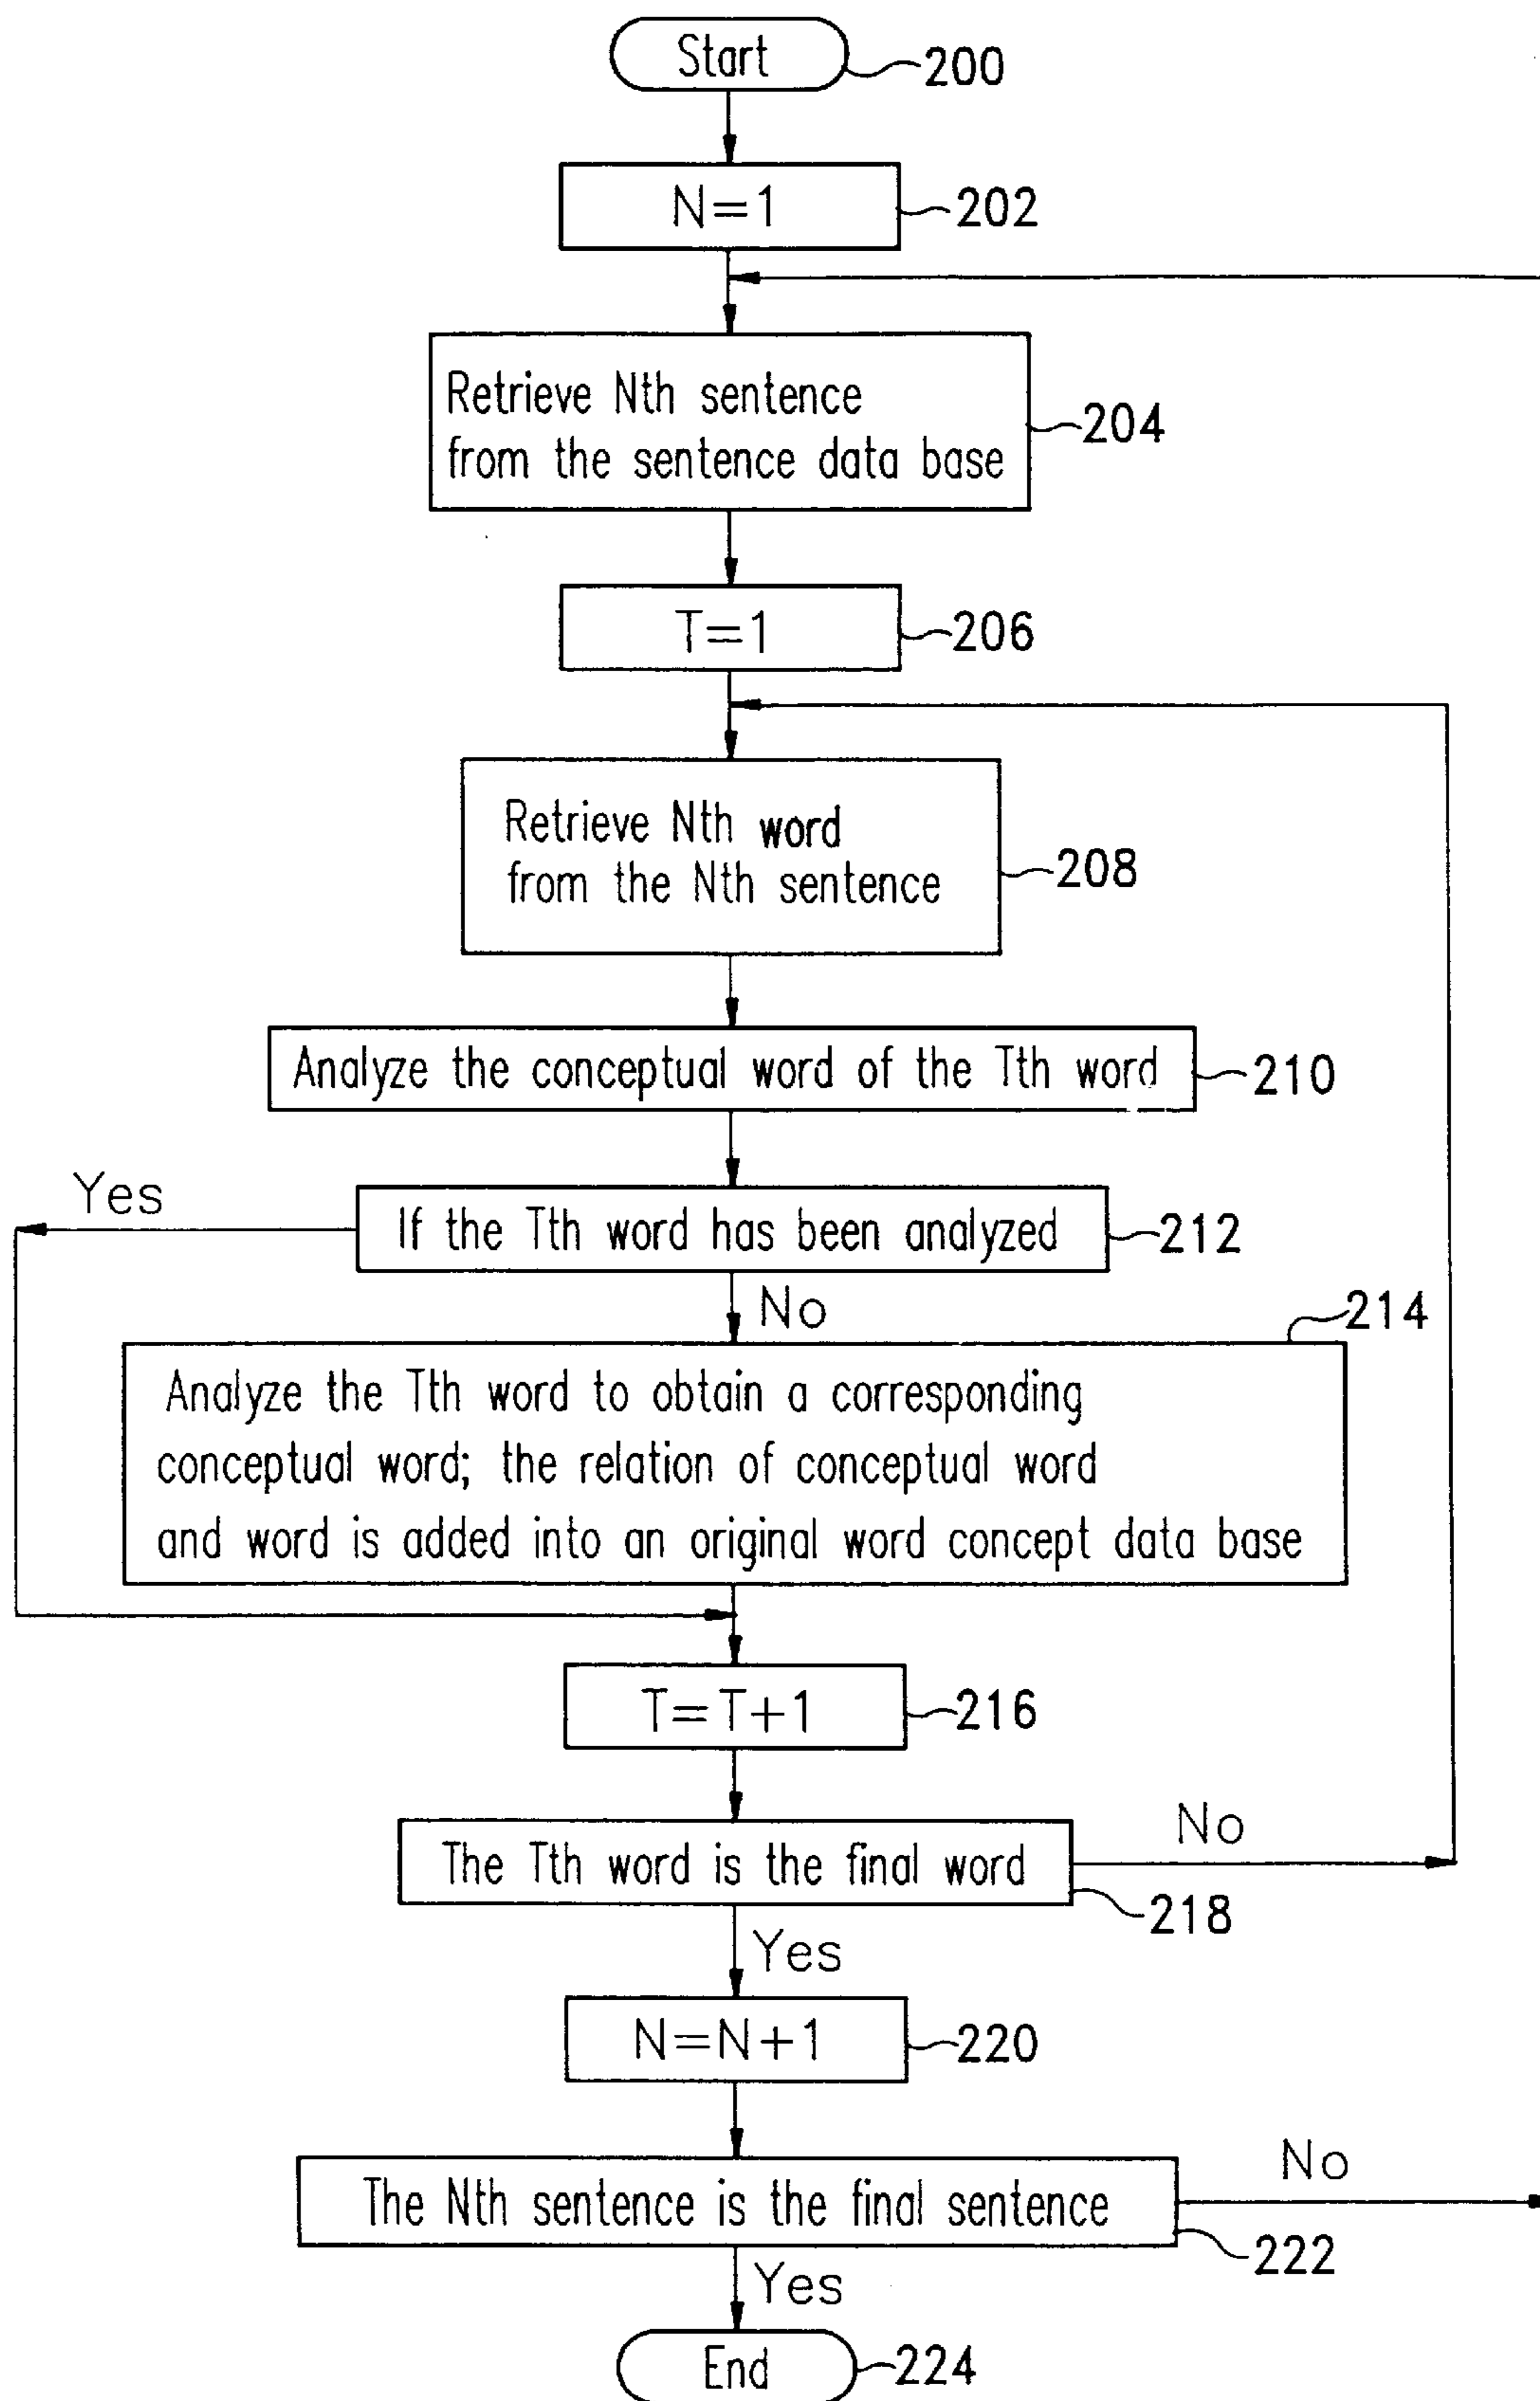 Start
200
N=1
202
Retrieve Nth sentence
from the sentence data base
204
T=1
206
Retrieve Nth word
from the Nth sentence
208
Analyze the conceptual word of the Tth word
210
Yes
If the Tth word has been analyzed
212
No
214
Analyze the Tth word to obtain a corresponding
conceptual word; the relation of conceptual word
and word is added into an original word concept data base
T=T+1
216
The Tth word is the final word
No
218
Yes
N=N+1
220
The Nth sentence is the final sentence
No
222
Yes
End
224